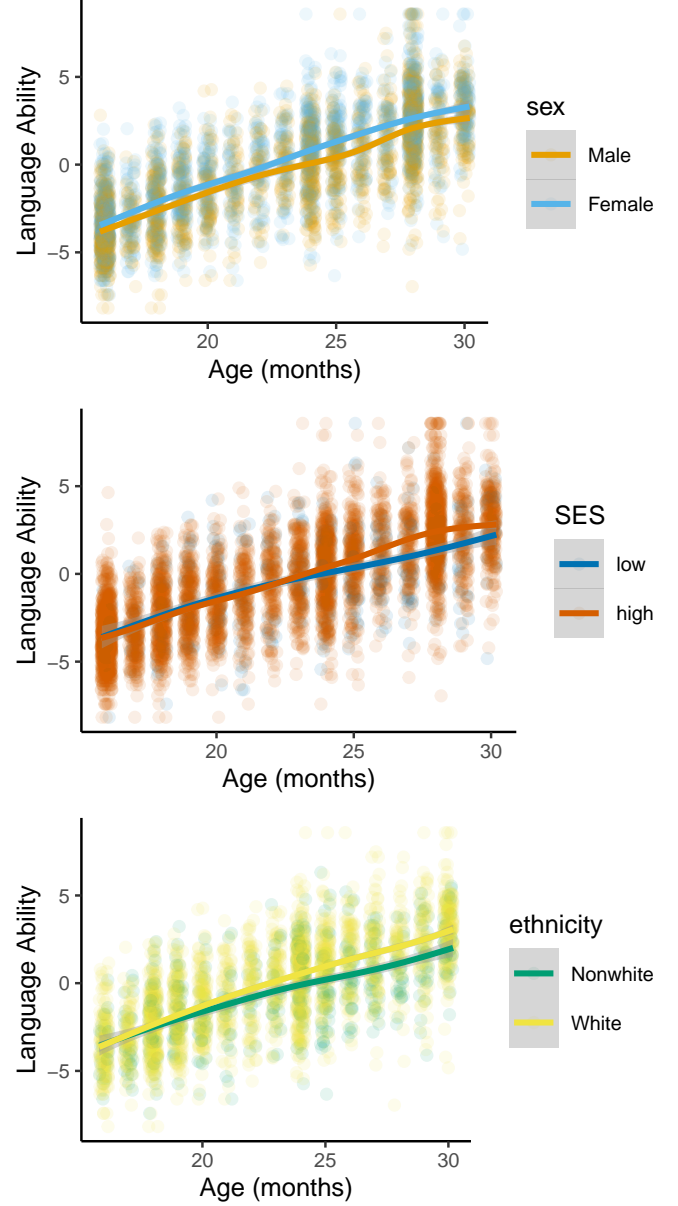 Language Ability
5
0
−5
20
25
30
Age (months)
sex
Male
Female
Language Ability
5
0
−5
20
25
30
Age (months)
SES
low
high
Language Ability
5
0
−5
20
25
30
Age (months)
ethnicity
Nonwhite
White